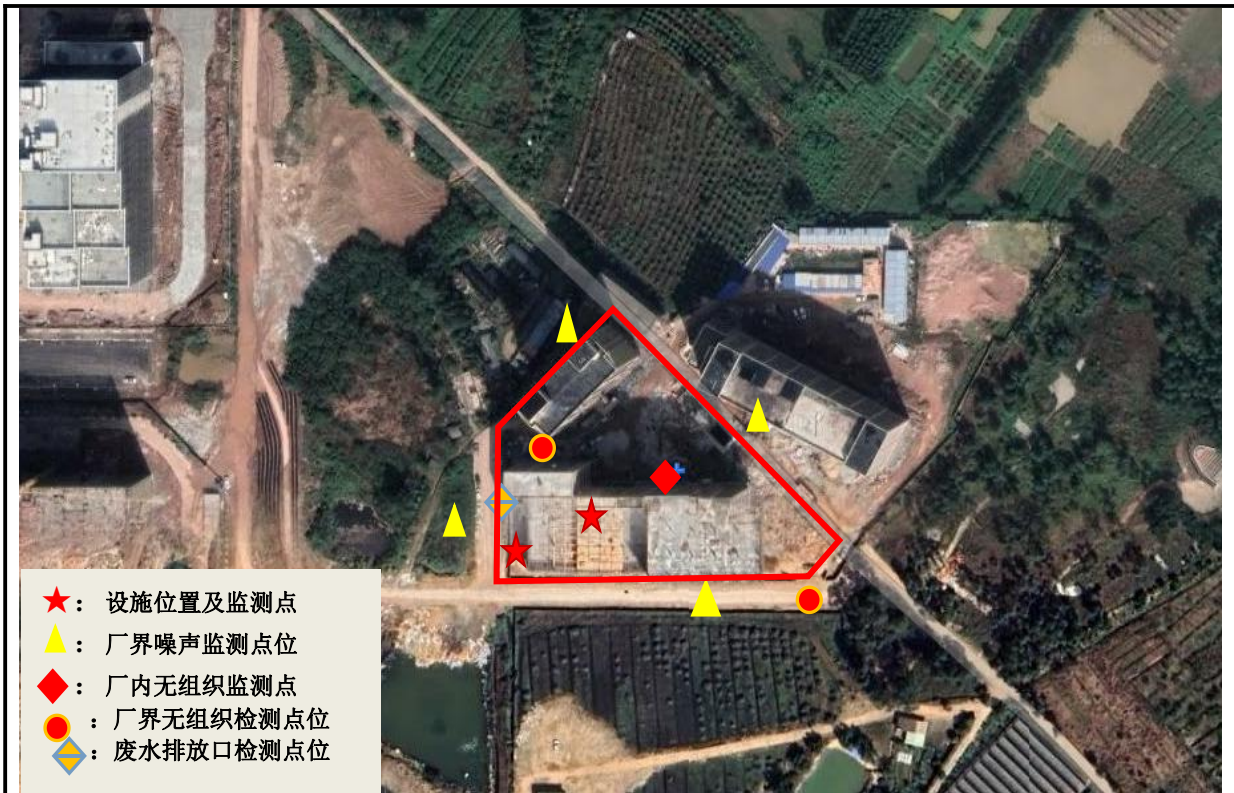 ：设施位置及监测点
：厂界噪声监测点位
：厂内无组织监测点
：厂界无组织检测点位
：废水排放口检测点位